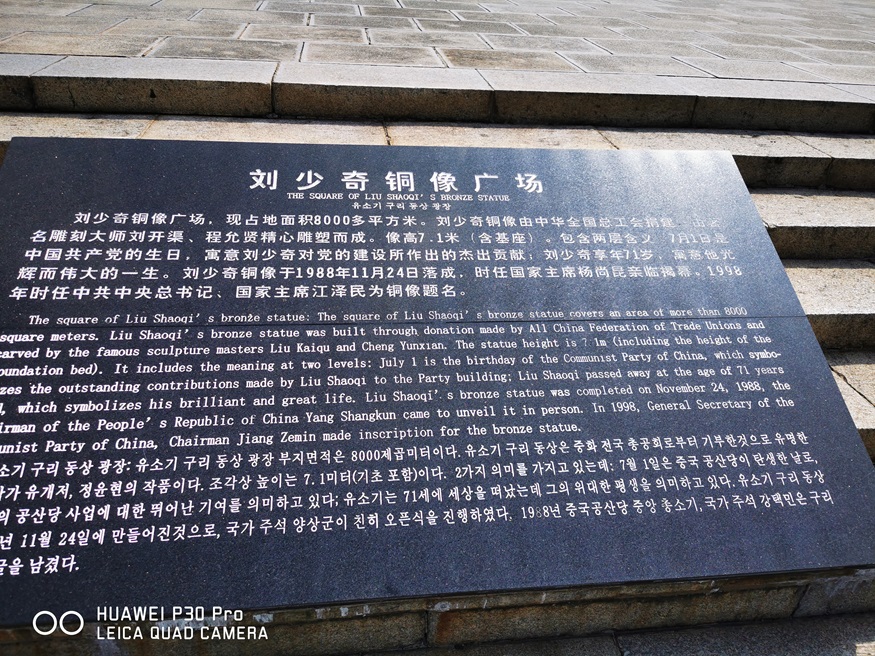 刘少奇铜像广场
THE SQUARE OF LIU SHAOQI'S BRONZE STATUE
유소기 구리 동상 광장
刘少奇铜像广场，现占地面积8000多平方米。刘少奇铜像由中华全国总工会捐建
名雕刻大师刘开渠、程允贤精心雕塑而成。像高7.1米（含基座）。包含两层含义 7月1日是
中国共产党的生日，寓意刘少奇对党的建设所作出的杰出贡献；刘少奇享年71岁，寓意他光
辉而伟大的一生。刘少奇铜像于1988年11月24日落成，时任国家主席杨尚昆亲临揭幕。1998
年时任中共中央总书记、国家主席江泽民为铜像题名。
The square of Liu Shaoqi's bronze statue: The square of Liu Shaoqi's bronze statue covers an area of more than 8000
square meters. Liu Shaoqi's bronze statue was built through donation made by All China Federation of Trade Unions and
carved by the famous sculpture masters Liu Kaiqu and Cheng Yunxian. The statue height is 7.1m (including the height of the
oundation bed). It includes the meaning at two levels: July 1 is the birthday of the Communist Party of China, which symbo-
zes the outstanding contributions made by Liu Shaoqi to the Party building; Liu Shaoqi passed away at the age of 71 years
, which symbolizes his brilliant and great life. Liu Shaoqi's bronze statue was completed on November 24, 1988, the
irman of the People's Republic of China Yang Shangkun came to unveil it in person. In 1998, General Secretary of the
unist Party of China, Chairman Jiang Zemin made inscription for the bronze statue.
소기 구리 동상 광장: 유소기 구리 동상 광장 부지면적은 8000제곱미터이다. 유소기 구리 동상은 중화 전국 총공회로부터 기부한것으로 유명한
가 유개저, 정윤현의 작품이다. 조각상 높이는 7.1미터(기초 포함)이다. 2가지 의미를 가지고 있는데: 7월 1일은 중국 공산당이 탄생한 날로,
의 공산당 사업에 대한 뛰어난 기여를 의미하고 있다; 유소기는 71세에 세상을 떠났는데 그의 위대한 평생을 의미하고 있다. 유소기 구리 동상
년 11월 24일에 만들어진것으로, 국가 주석 양상군이 친히 오픈식을 진행하였다. 1988년 중국공산당 중앙 총소기, 국가 주석 강택민은 구리
글을 남겼다.
HUAWEI P30 Pro
LEICA QUAD CAMERA